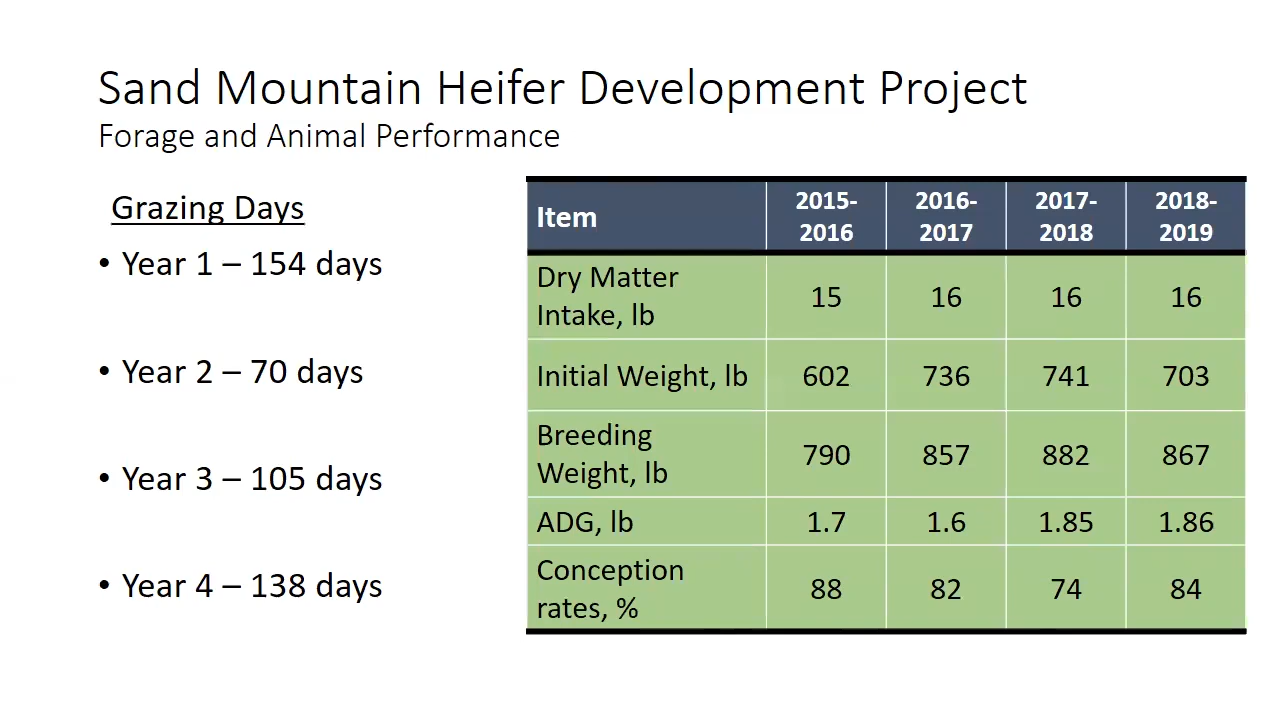 Sand Mountain Heifer Development Project
Forage and Animal Performance
Grazing Days
• Year 1 – 154 days
• Year 2 – 70 days
• Year 3 – 105 days
• Year 4 – 138 days
Item 2015-2016 2016-2017 2017-2018 2018-2019
Dry Matter Intake, lb 15 16 16 16
Initial Weight, lb 602 736 741 703
Breeding Weight, lb 790 857 882 867
ADG, lb 1.7 1.6 1.85 1.86
Conception rates, % 88 82 74 84